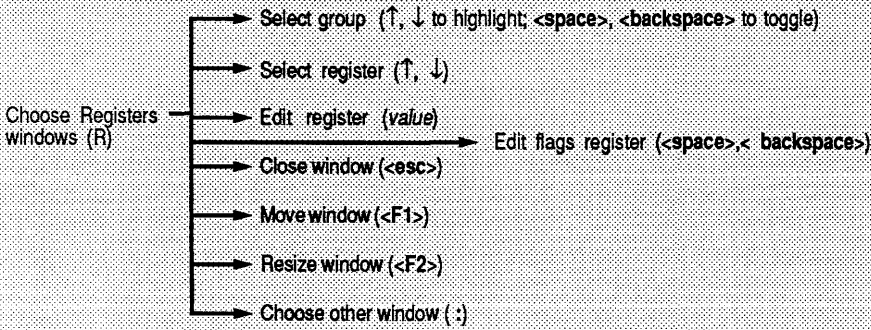 Select group (↑, ↓ to highlight; <space>, <backspace> to toggle)
Select register (↑, ↓)
Choose Registers
windows (R)
Edit register (value)
Edit flags register (<space>,< backspace>)
Close window (<esc>)
Move window (<F1>)
Resize window (<F2>)
Choose other window ( :)